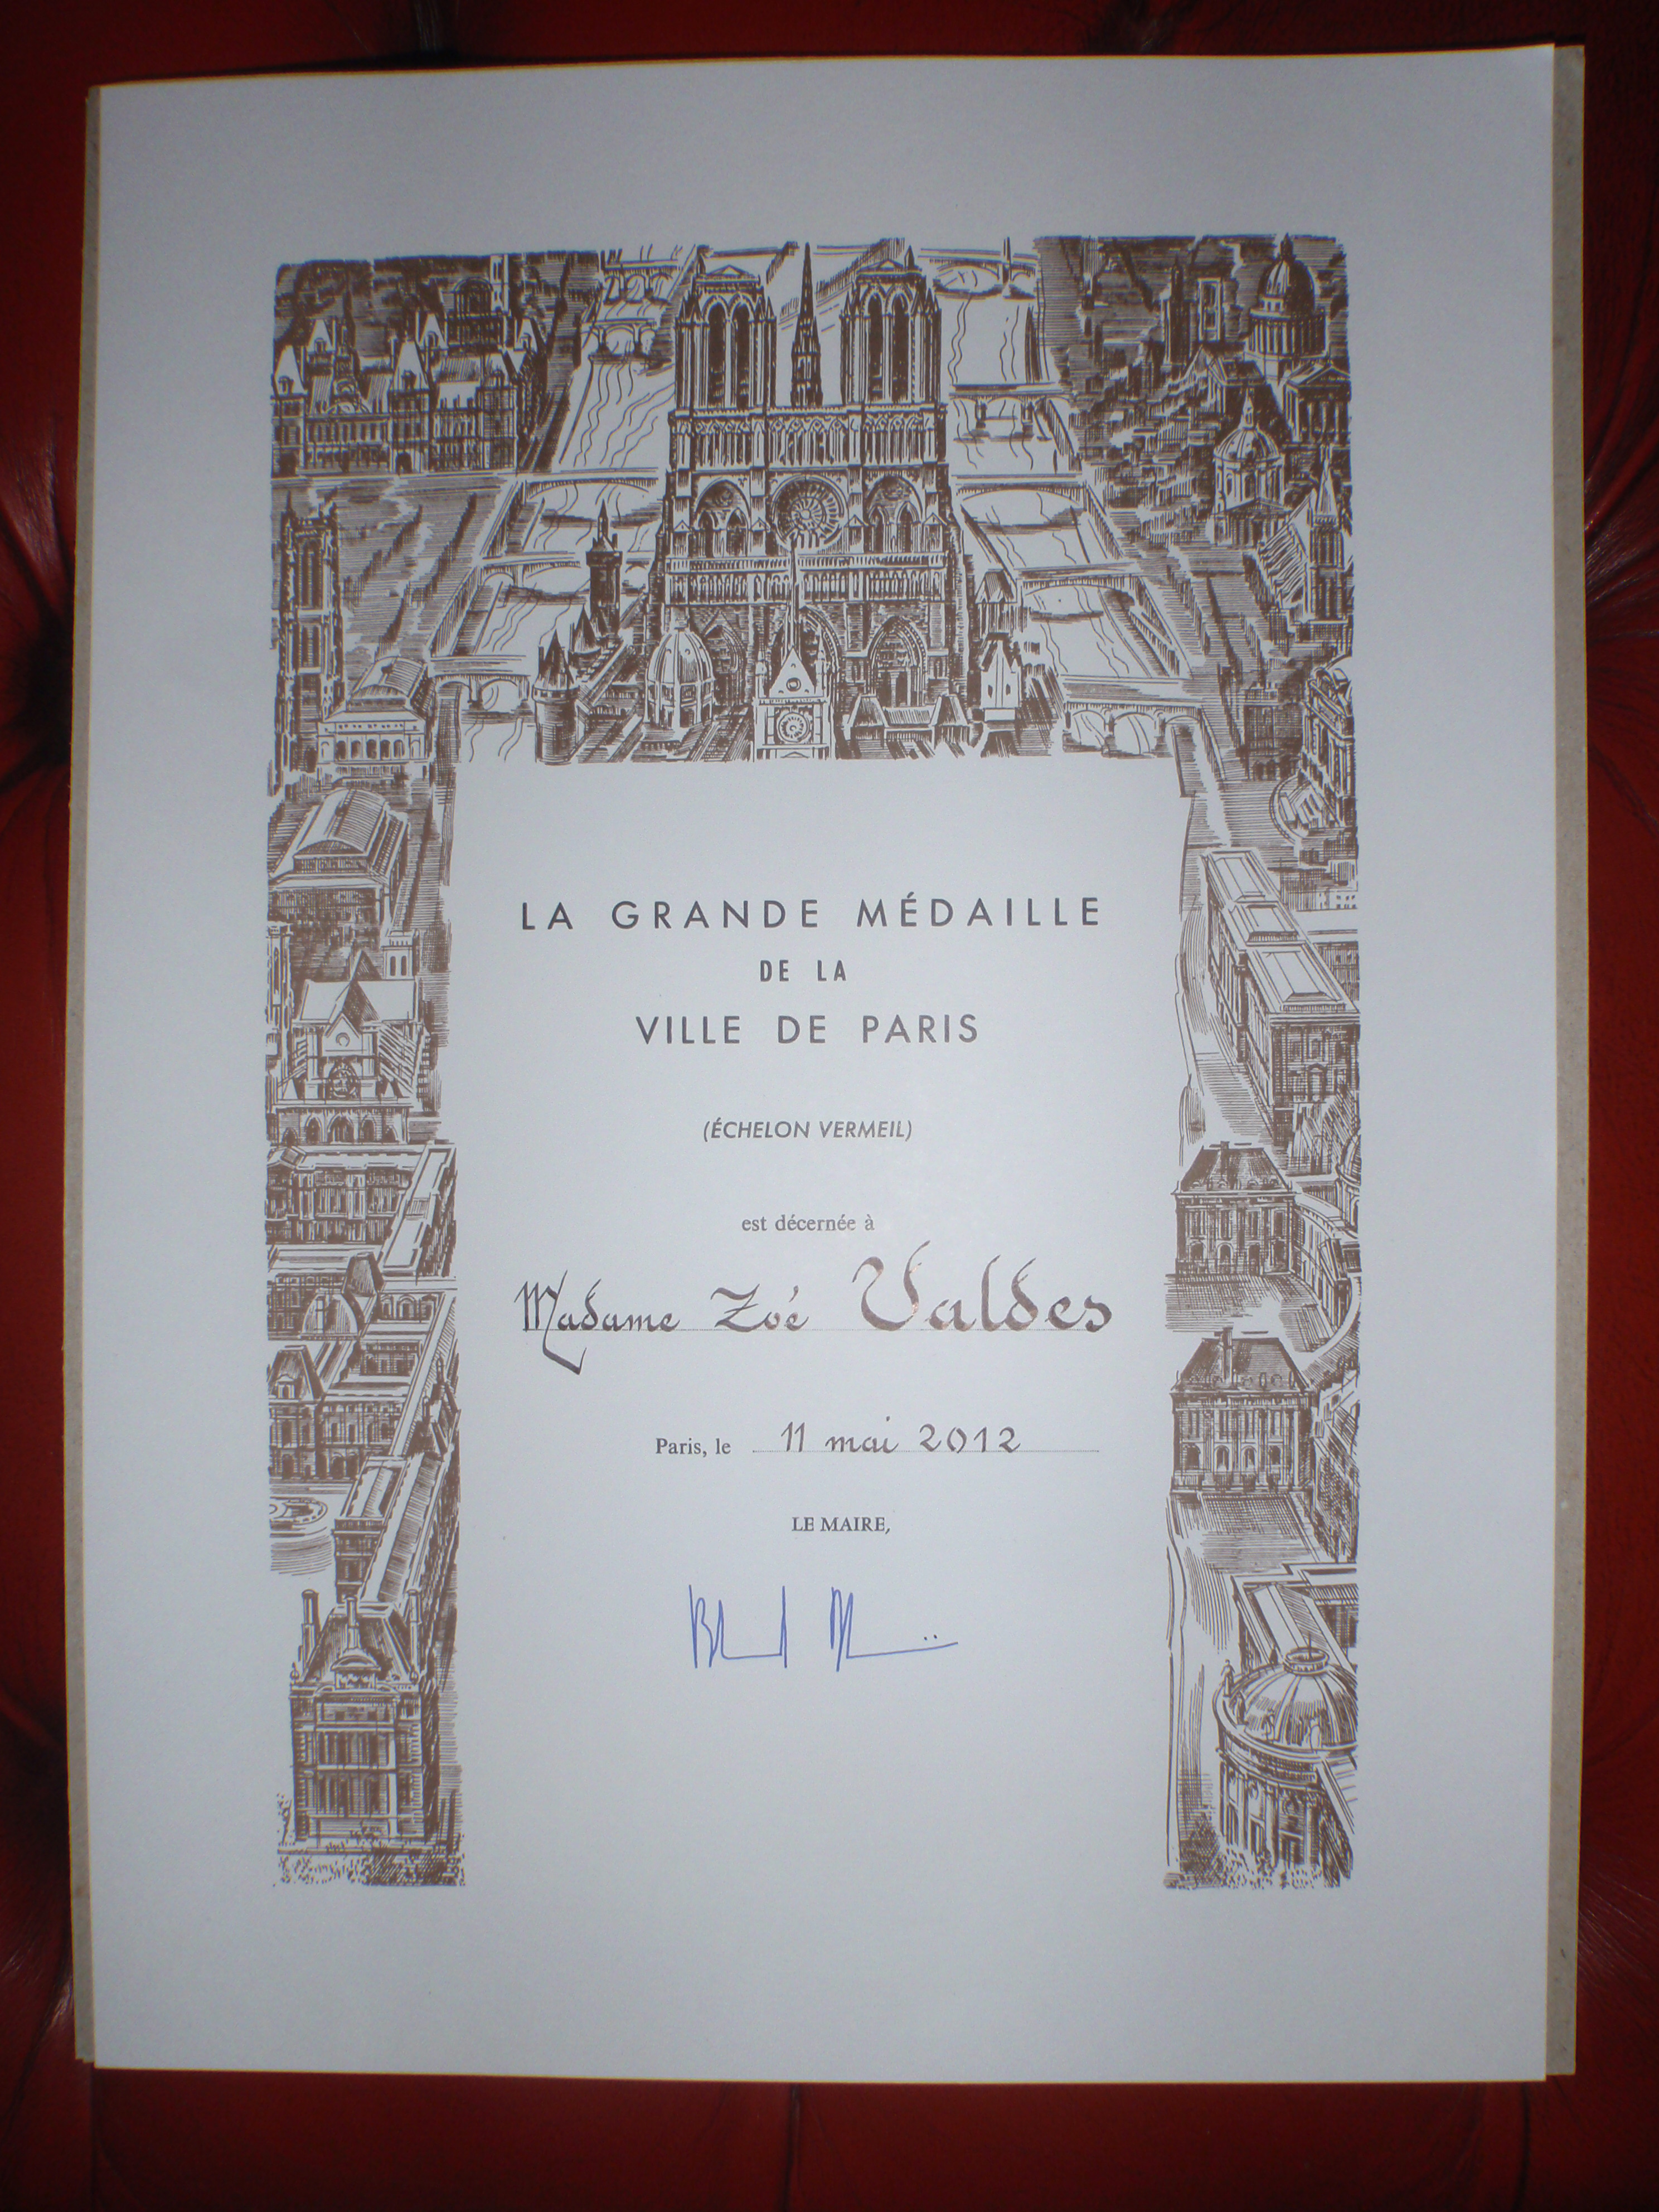 LA GRANDE MÉDAILLE
DE LA
VILLE DE PARIS
(ÉCHELON VERMEIL)
est décernée à
Madame Zoé Valdes
Paris, le 11 mai 2012
LE MAIRE,